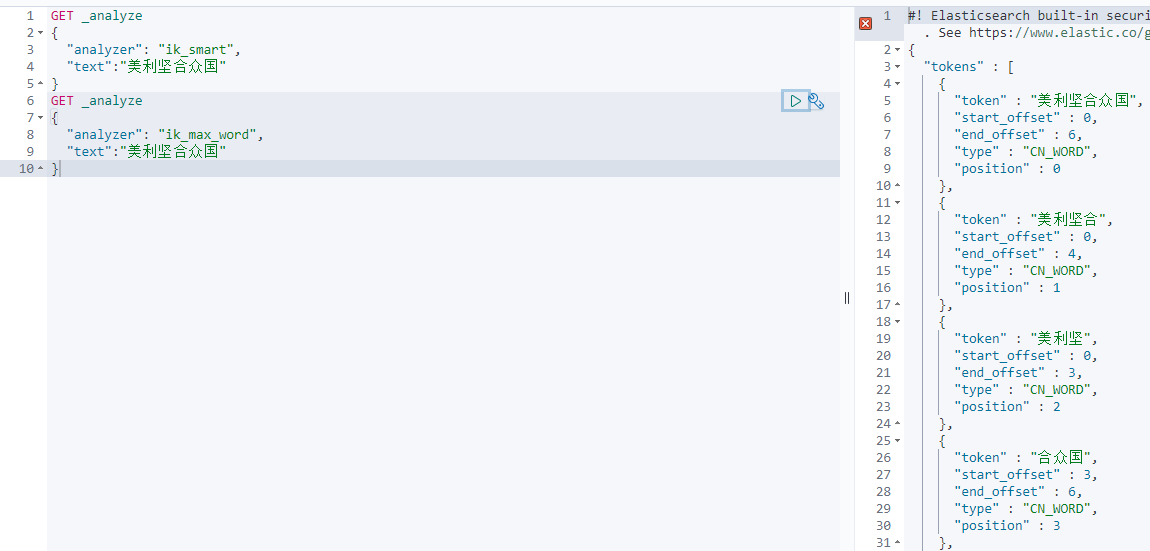 1 GET _analyze
2 {
3 "analyzer": "ik_smart",
4 "text":"美利坚合众国"
5 }
6 GET _analyze
7 {
8 "analyzer": "ik_max_word",
9 "text":"美利坚合众国"
10 }
1 #! Elasticsearch built-in securi
. See https://www.elastic.co/g
2 {
3 "tokens" : [
4 {
5 "token" : "美利坚合众国",
6 "start_offset" : 0,
7 "end_offset" : 6,
8 "type" : "CN_WORD",
9 "position" : 0
10 },
11 {
12 "token" : "美利坚合",
13 "start_offset" : 0,
14 "end_offset" : 4,
15 "type" : "CN_WORD",
16 "position" : 1
17 },
18 {
19 "token" : "美利坚",
20 "start_offset" : 0,
21 "end_offset" : 3,
22 "type" : "CN_WORD",
23 "position" : 2
24 },
25 {
26 "token" : "合众国",
27 "start_offset" : 3,
28 "end_offset" : 6,
29 "type" : "CN_WORD",
30 "position" : 3
31 },